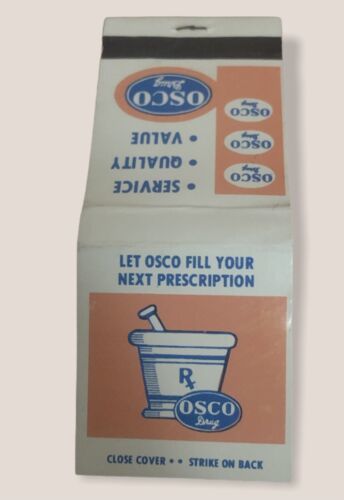 OSCO
Drug
OSCO
Drug
OSCO
Drug
OSCO
Drug
• VALUE
• QUALITY
• SERVICE
LET OSCO FILL YOUR
NEXT PRESCRIPTION
Rx
OSCO
Drug
CLOSE COVER • • STRIKE ON BACK